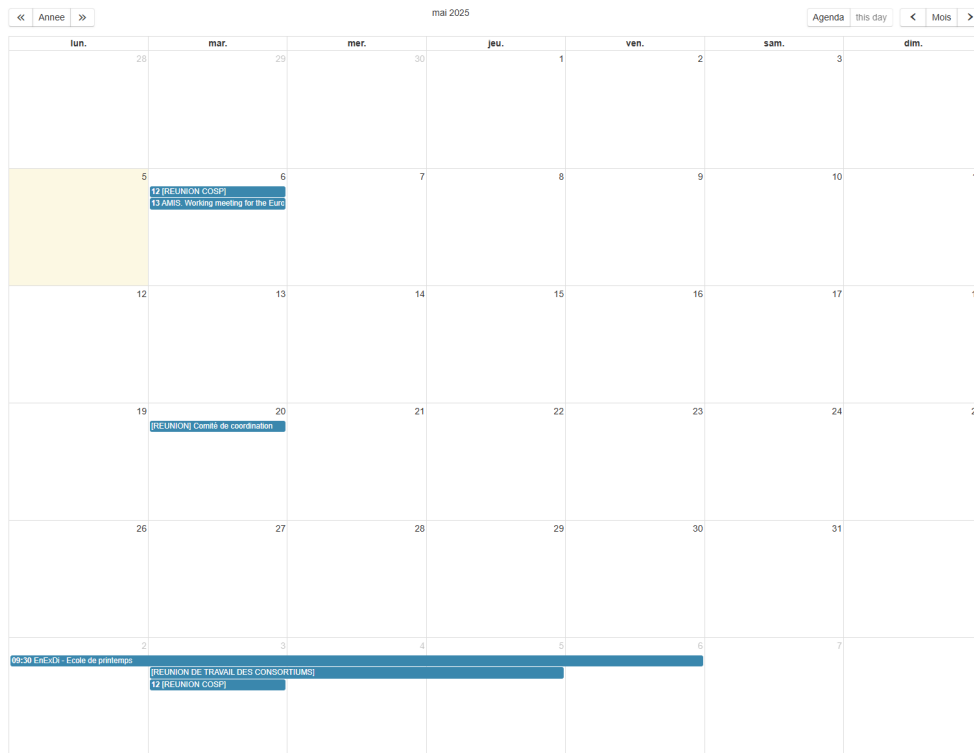 « Annee » mai 2025 Agenda this day < Mois >
lun. mar. mer. jeu. ven. sam. dim.
28 29 30 1 2 3
5 6 7 8 9 10
12 [REUNION COSP]
13 AMIS. Working meeting for the Euro
12 13 14 15 16 17
19 20 21 22 23 24
[REUNION] Comité de coordination
26 27 28 29 30 31
2 3 4 5 6 7
09:30 EnExDi - Ecole de printemps
[REUNION DE TRAVAIL DES CONSORTIUMS]
12 [REUNION COSP]